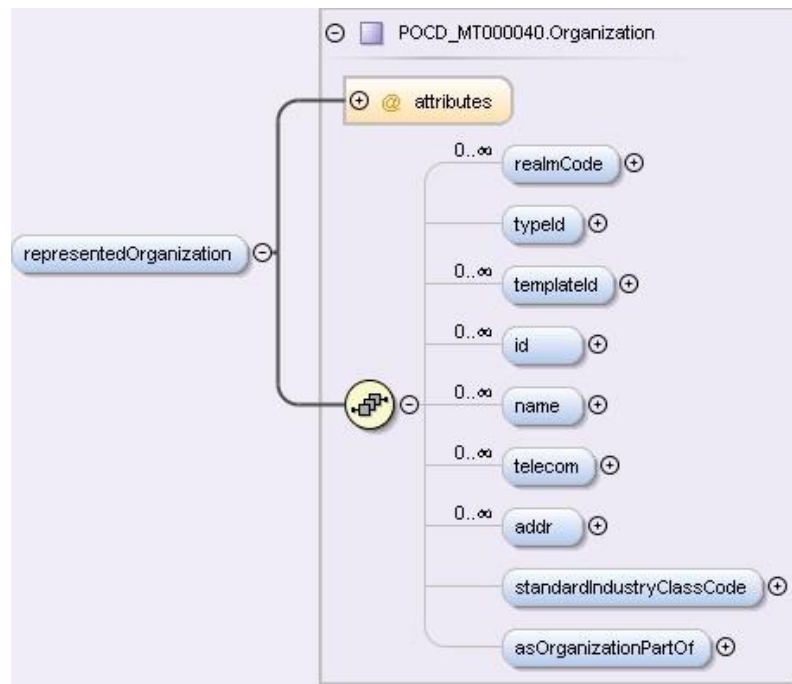 POCD_MT000040.Organization
@ attributes
0..∞
realmCode
typeId
0..∞
templateId
representedOrganization
0..∞
id
0..∞
name
0..∞
telecom
0..∞
addr
standardIndustryClassCode
asOrganizationPartOf